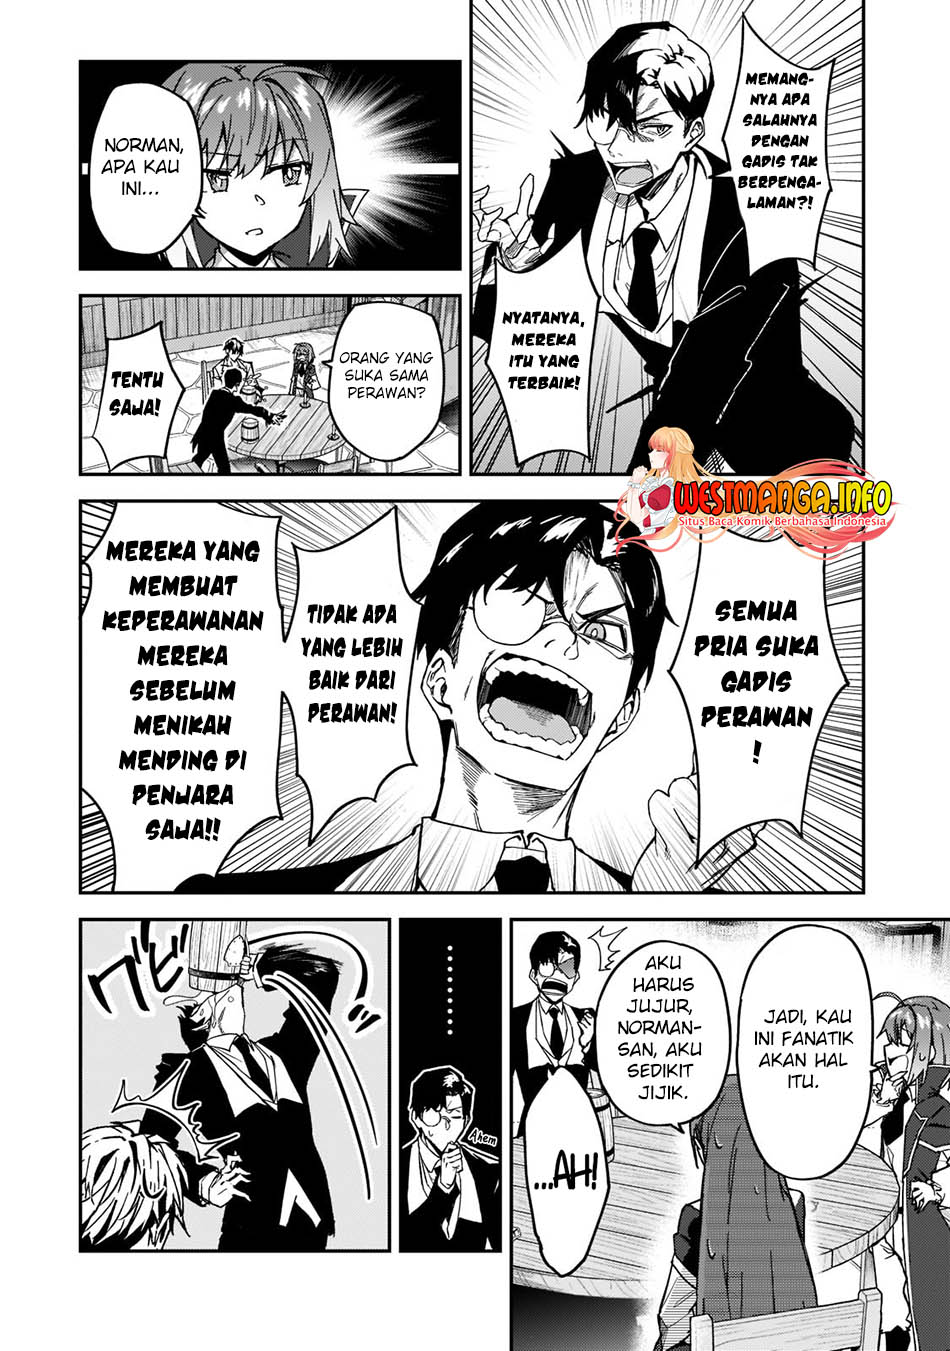 MEMANG-
NYA APA
SALAHNYA
DENGAN
GADIS TAK
BERPENGA-
LAMAN?!
NYATANYA,
MEREKA
ITU YANG
TERBAIK!
NORMAN,
APA KAU
INI...
ORANG YANG
SUKA SAMA
PERAWAN?
TENTU
SAJA!
WESTMANGA.INFO
Situs Baca Komik Berbahasa Indonesia
SEMUA
PRIA SUKA
GADIS
PERAWAN
!
TIDAK ADA
YANG LEBIH
BAIK DARI
PERAWAN!
MEREKA YANG
MEMBUAT
KEPERAWANAN
MEREKA
SEBELUM
MENIKAH
MENDING DI
PENJARA
SAJA!!
JADI, KAU
INI FANATIK
AKAN HAL
ITU.
AKU
HARUS
JUJUR,
NORMAN-
SAN, AKU
SEDIKIT
JIJIK.
...AH!
.........
Ahem
グビ